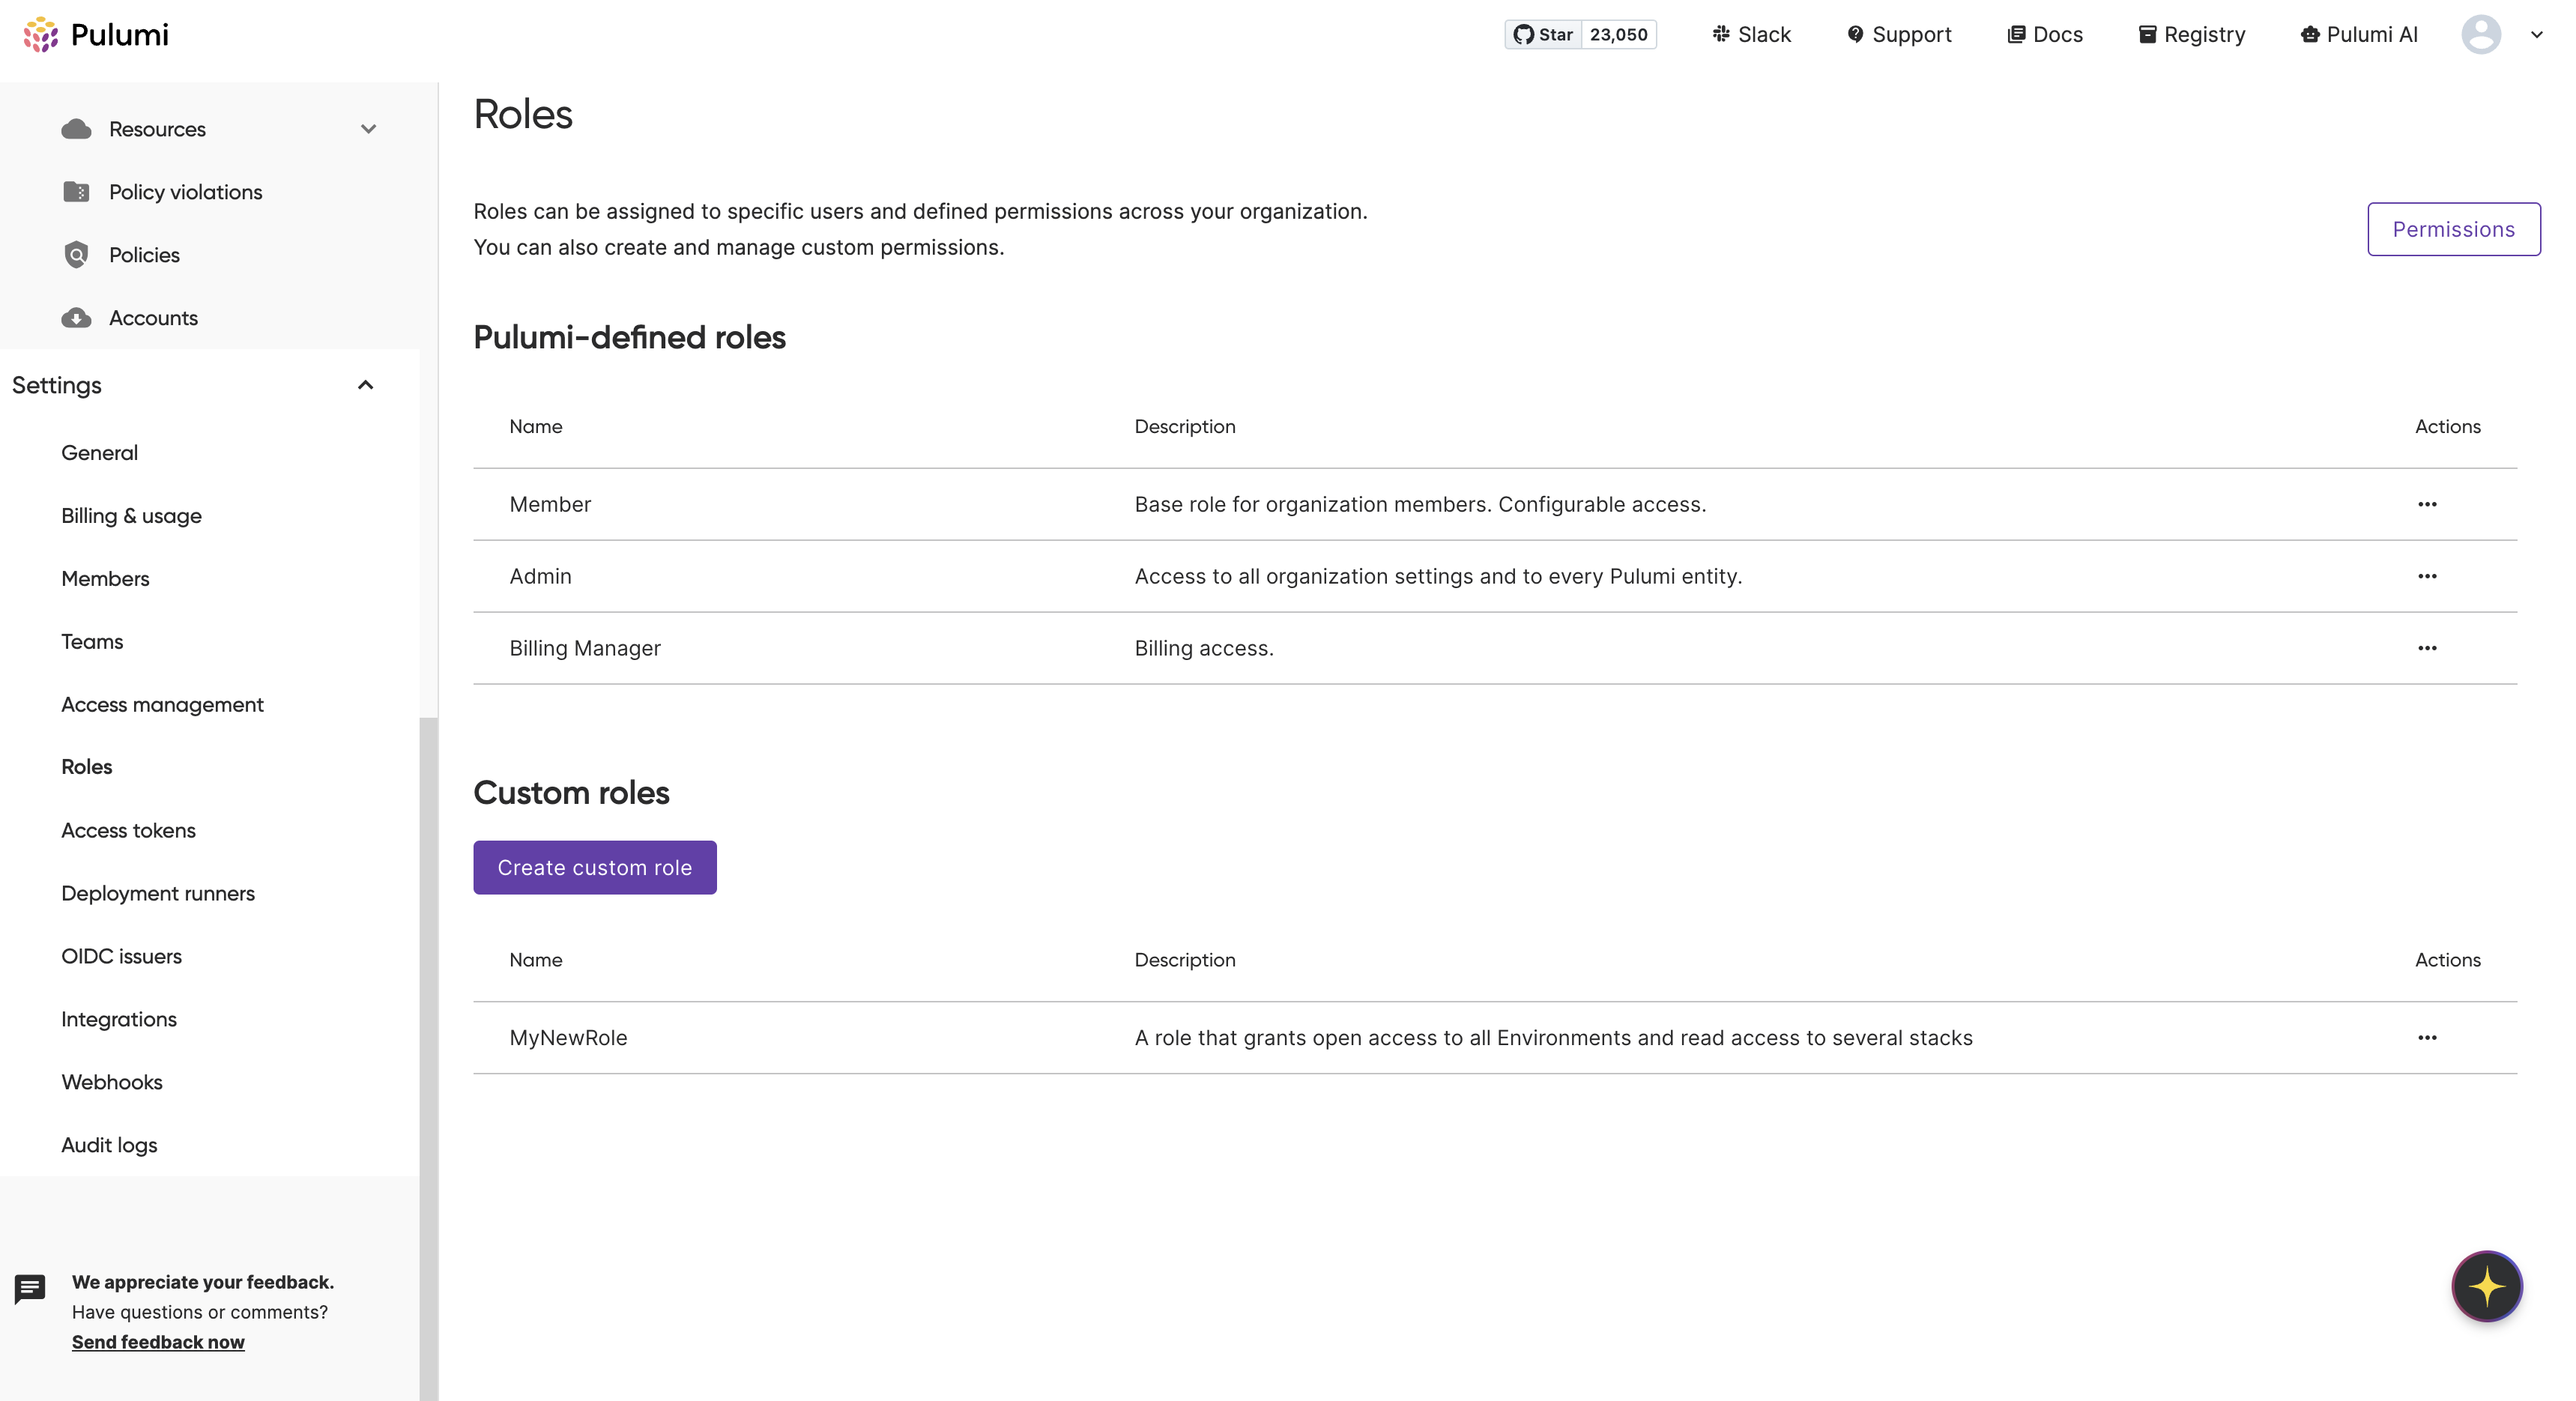 Pulumi
Star 23,050
Slack
Support
Docs
Registry
Pulumi AI
Resources
Policy violations
Policies
Accounts
Settings
General
Billing & usage
Members
Teams
Access management
Roles
Access tokens
Deployment runners
OIDC issuers
Integrations
Webhooks
Audit logs
We appreciate your feedback.
Have questions or comments?
Send feedback now
Roles
Roles can be assigned to specific users and defined permissions across your organization.
You can also create and manage custom permissions.
Permissions
Pulumi-defined roles
Name Description Actions
Member Base role for organization members. Configurable access.
Admin Access to all organization settings and to every Pulumi entity.
Billing Manager Billing access.
Custom roles
Create custom role
Name Description Actions
MyNewRole A role that grants open access to all Environments and read access to several stacks